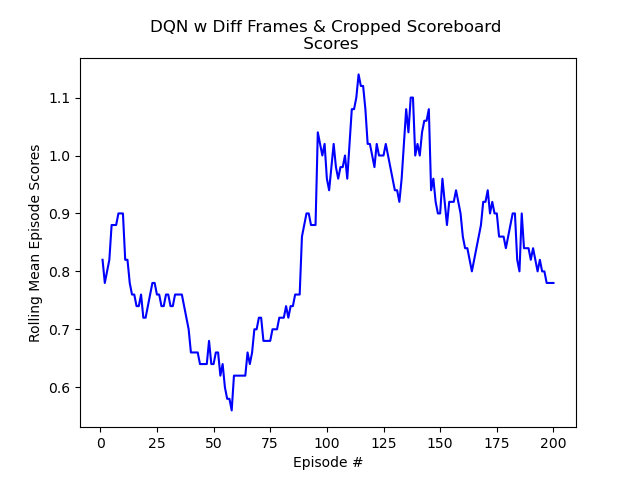 DQN w Diff Frames & Cropped Scoreboard
Scores
Rolling Mean Episode Scores
1.1
1.0
0.9
0.8
0.7
0.6
0 25 50 75 100 125 150 175 200
Episode #